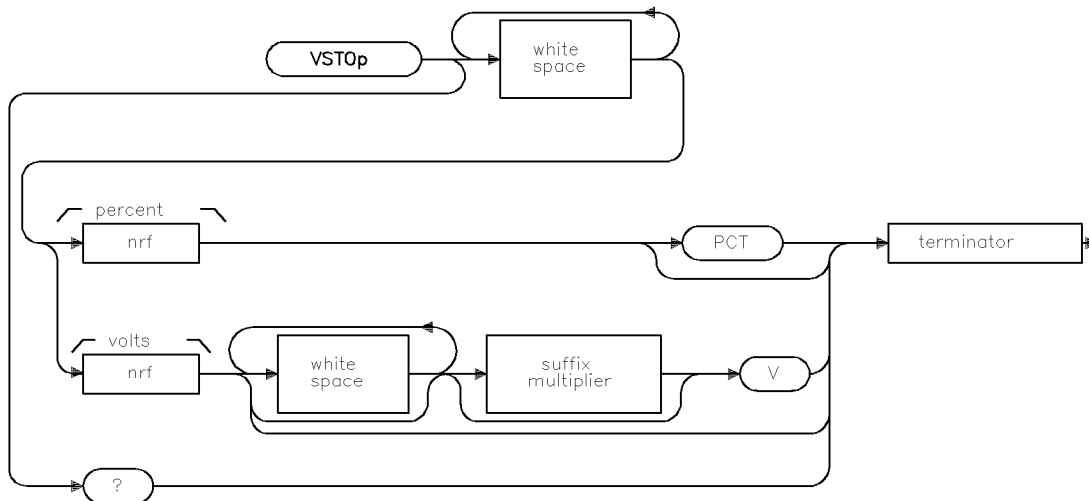 VSTOp
white
space
percent
nrf
PCT
terminator
volts
nrf
white
space
suffix
multiplier
V
?